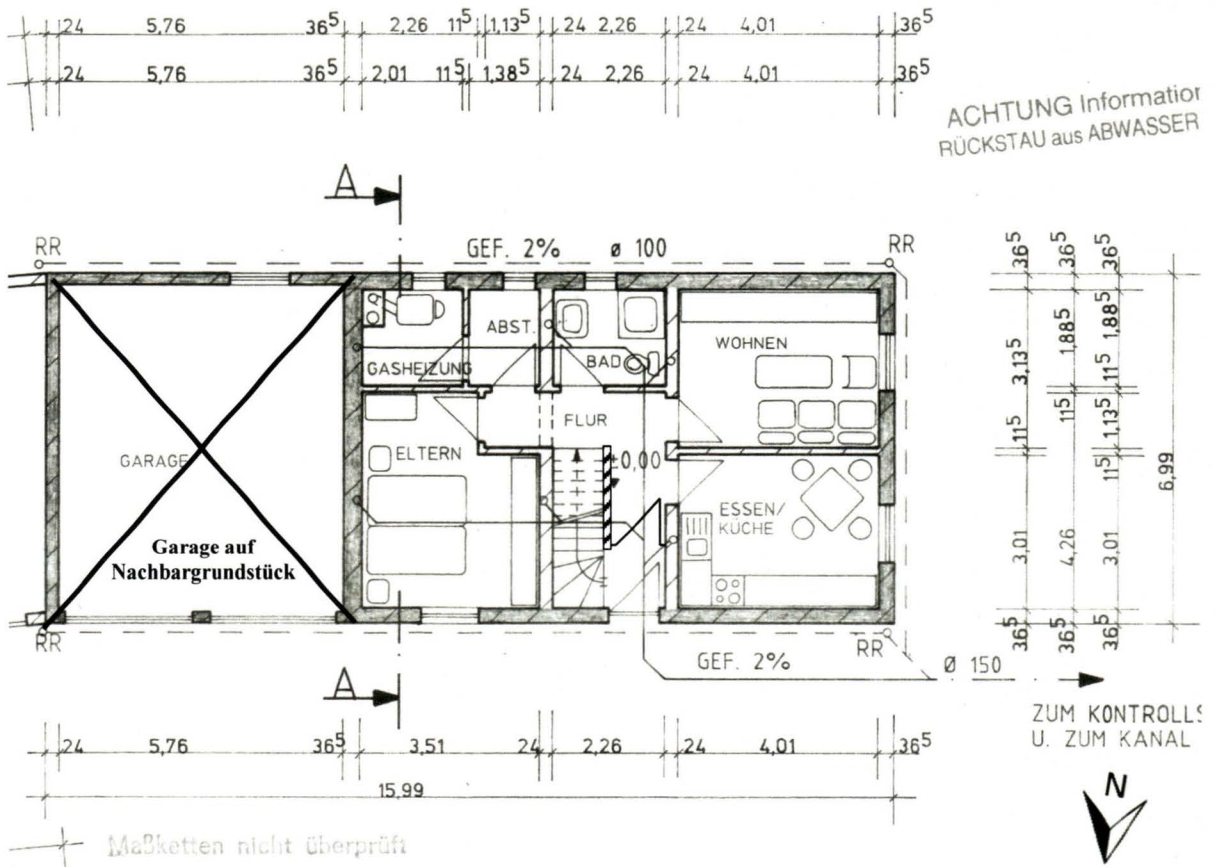 24 5,76 36⁵ 2,26 11⁵ 1,13⁵ 24 2,26 24 4,01 36⁵
24 5,76 36⁵ 2,01 11⁵ 1,38⁵ 24 2,26 24 4,01 36⁵
ACHTUNG Information
RÜCKSTAU aus ABWASSER
A
RR GEF. 2% ø 100 RR
ABST.
GASHEIZUNG
BAD
WOHNEN
FLUR
ELTERN
±0,00
GARAGE
ESSEN/
KÜCHE
Garage auf
Nachbargrundstück
36⁵ 3,13⁵ 11⁵ 3,01 36⁵
36⁵ 1,88⁵ 11⁵ 4,26 36⁵
36⁵ 1,88⁵ 11⁵ 1,13⁵ 11⁵ 3,01 36⁵
6,99
RR RR
GEF. 2% Ø 150
A
ZUM KONTROLLS
U. ZUM KANAL
24 5,76 36⁵ 3,51 24 2,26 24 4,01 36⁵
15,99
N
Maßketten nicht überprüft